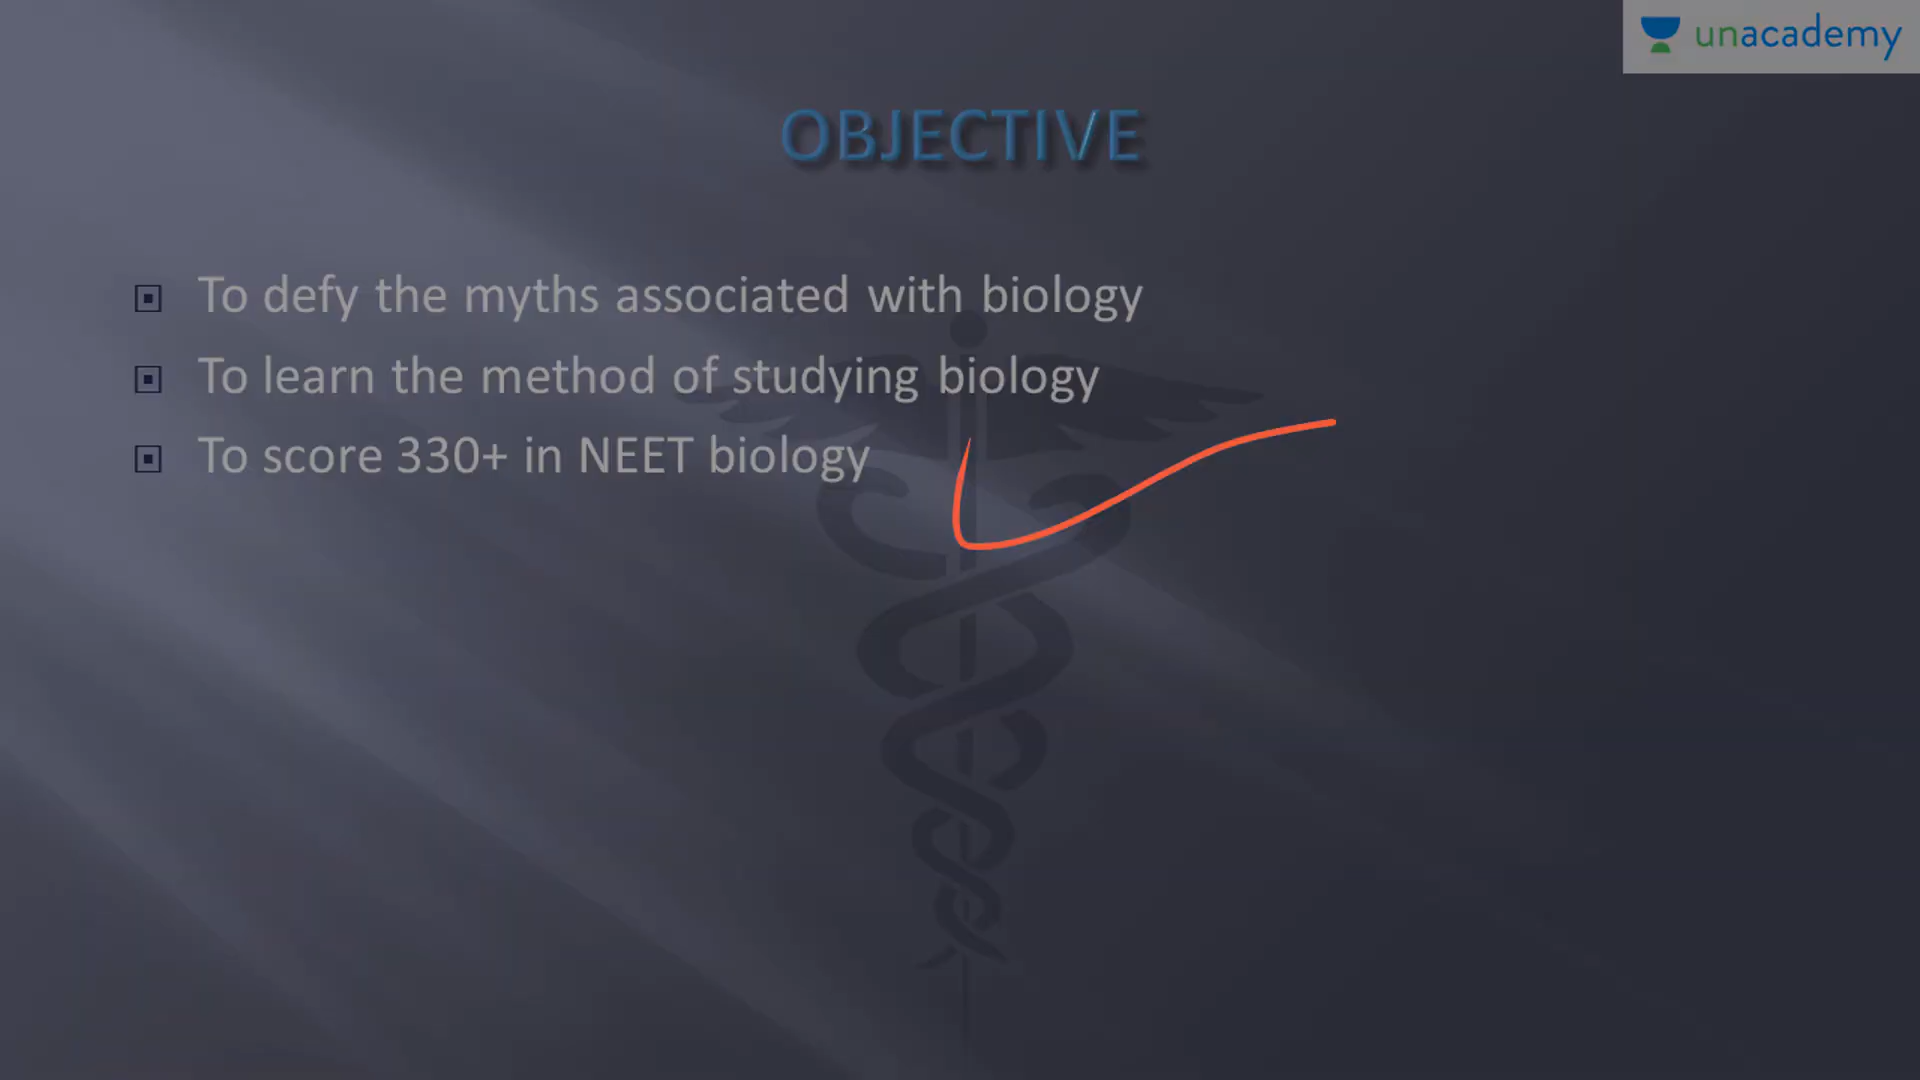 unacademy
OBJECTIVE
To defy the myths associated with biology
To learn the method of studying biology
To score 330+ in NEET biology